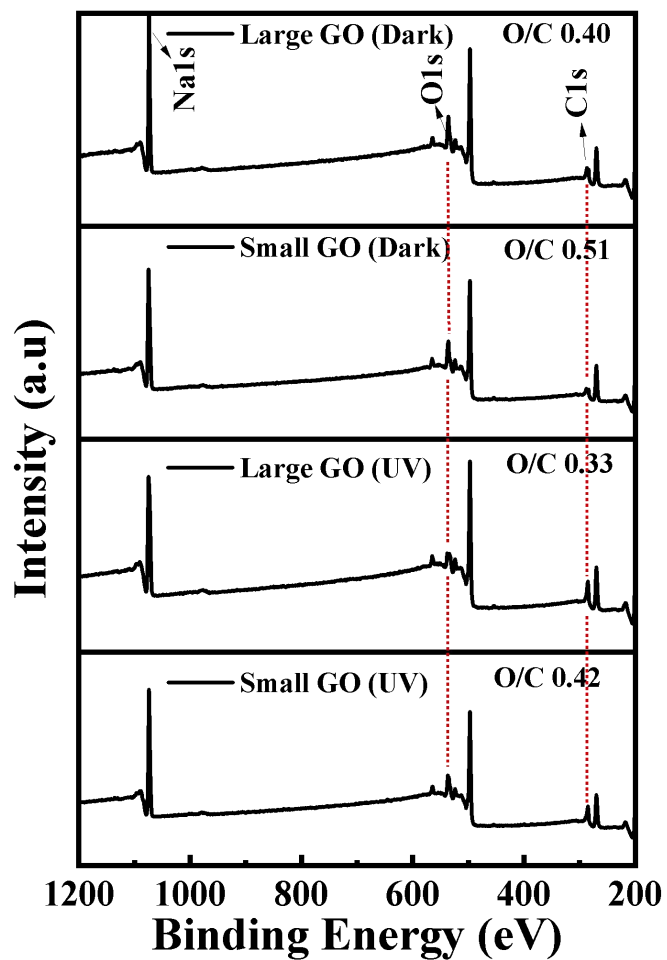 Large GO (Dark)
O/C 0.40
Na1s
O1s
C1s
Small GO (Dark)
O/C 0.51
Large GO (UV)
O/C 0.33
Small GO (UV)
O/C 0.42
Intensity (a.u)
1200 1000 800 600 400 200
Binding Energy (eV)